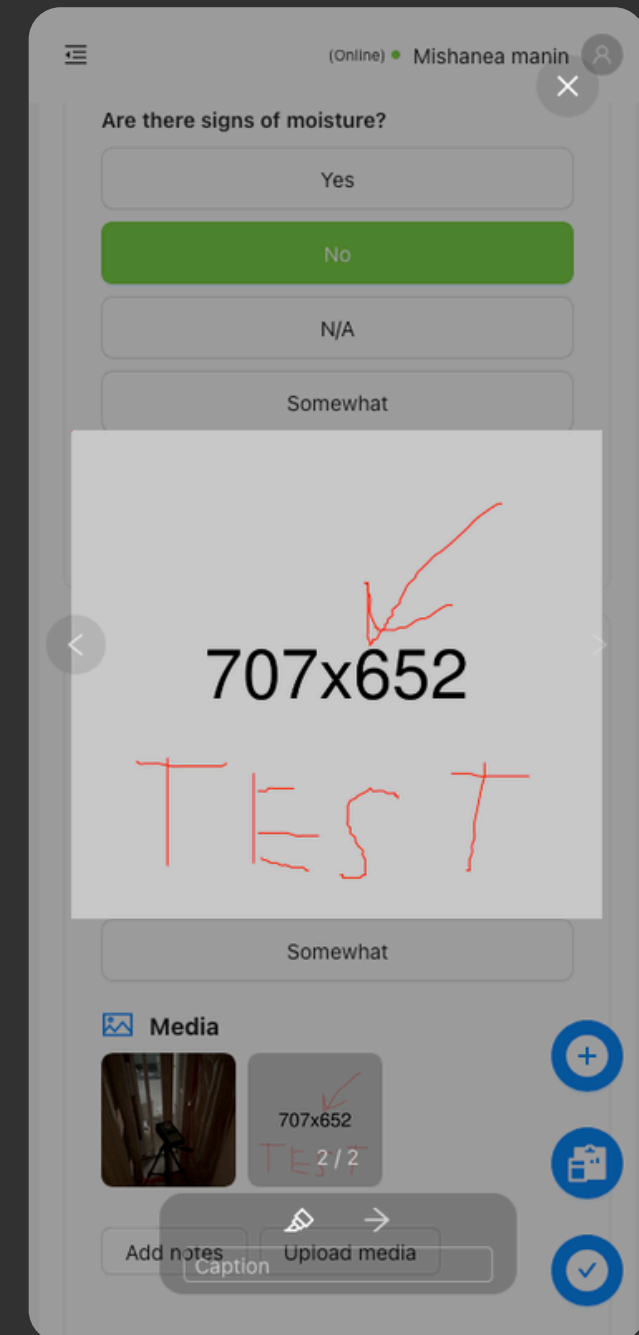 (Online) Mishanea manin
Are there signs of moisture?
Yes
No
N/A
Somewhat
707x652
TEST
Somewhat
Media
707x652
TEST
2 / 2
Add notes
Upload media
Caption